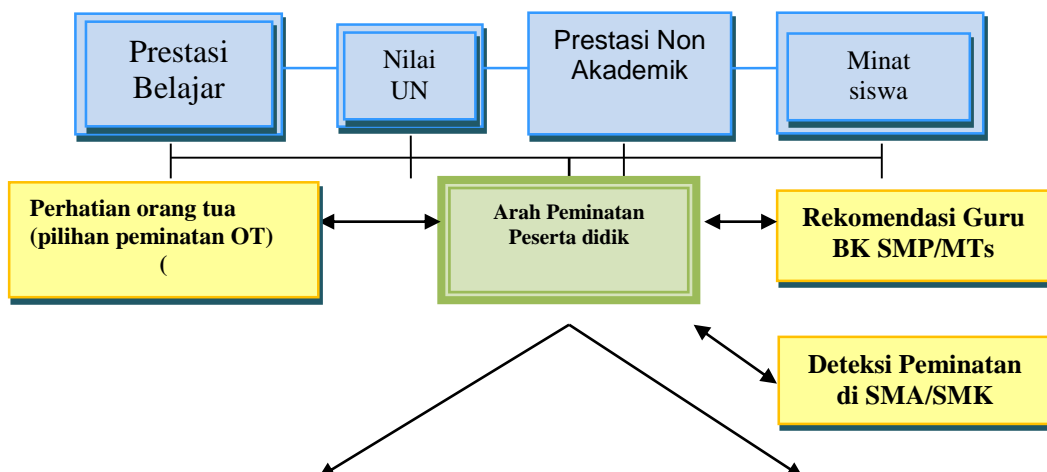 Prestasi
Belajar
Nilai
UN
Prestasi Non
Akademik
Minat
siswa
Perhatian orang tua
(pilihan peminatan OT)
(
Arah Peminatan
Peserta didik
Rekomendasi Guru
BK SMP/MTs
Deteksi Peminatan
di SMA/SMK